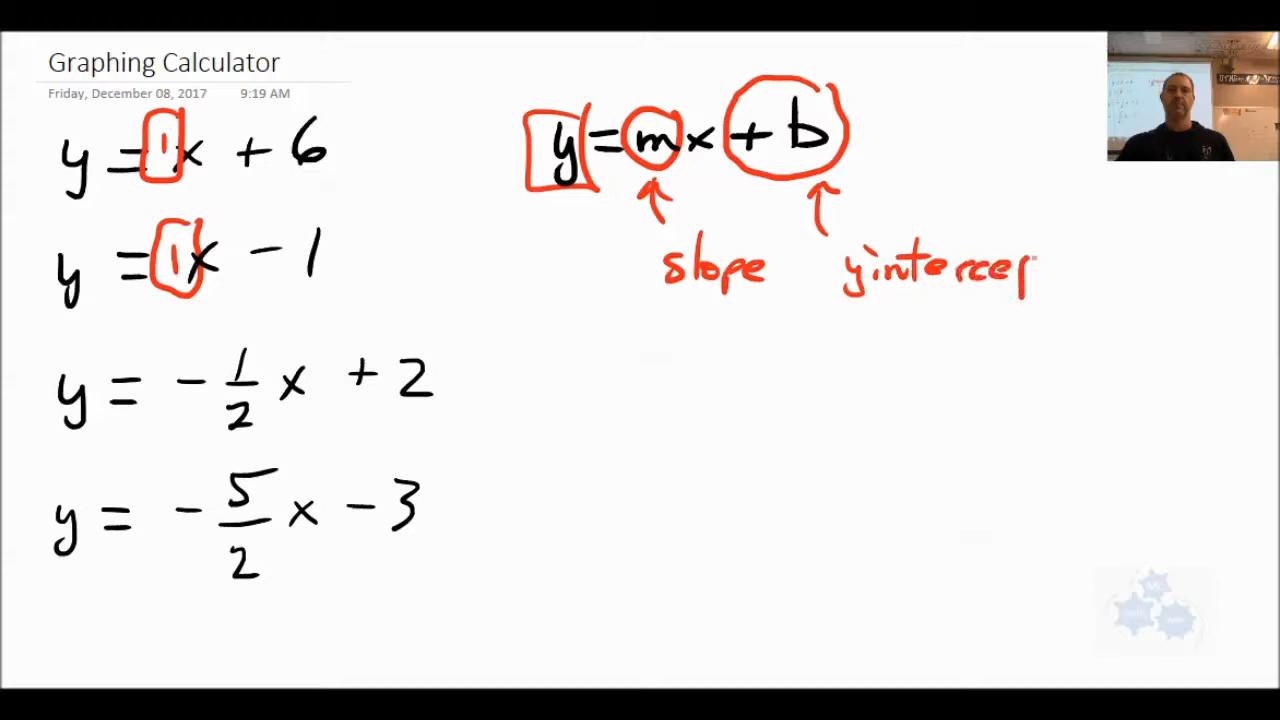 Graphing Calculator
Friday, December 08, 2017 9:19 AM
y = 1x + 6
y = 1x - 1
y = - 1/2 x + 2
y = - 5/2 x - 3
y = mx + b
slope
y intercep